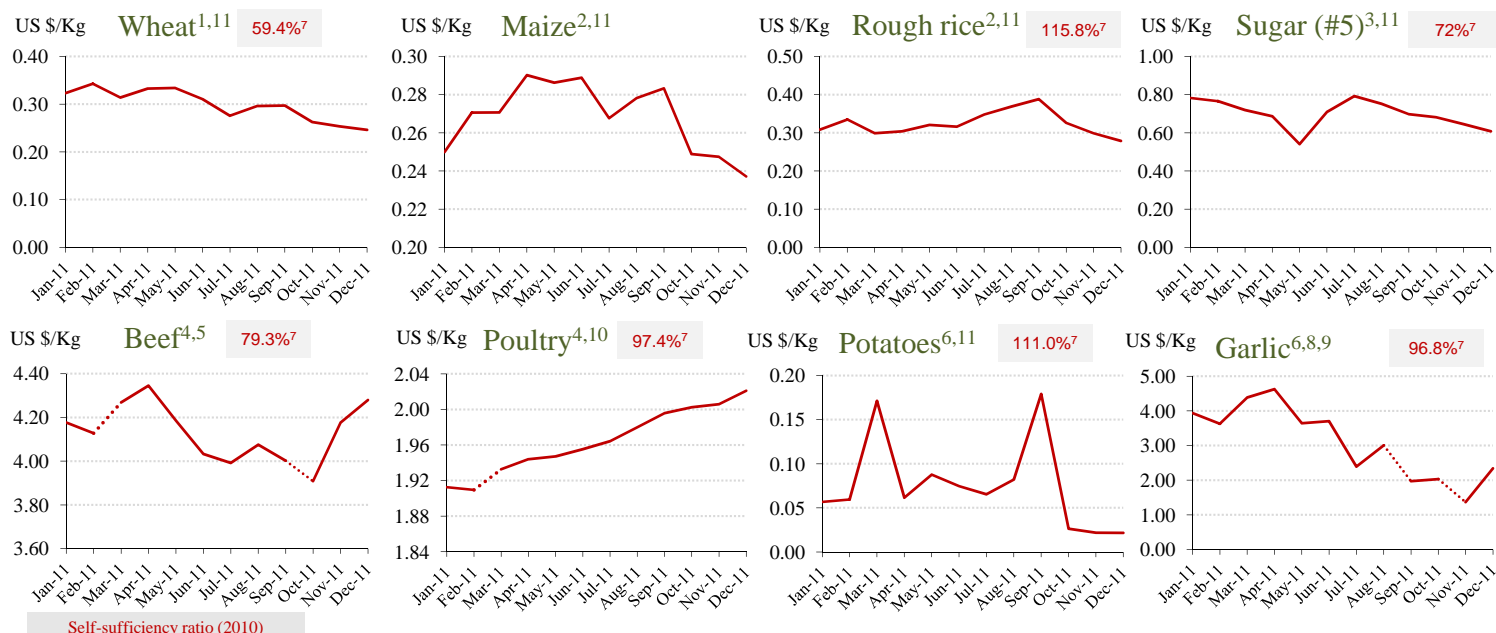 US $/Kg Wheat1,11 59.4%7
0.40
0.30
0.20
0.10
0.00
Jan-11 Feb-11 Mar-11 Apr-11 May-11 Jun-11 Jul-11 Aug-11 Sep-11 Oct-11 Nov-11 Dec-11
US $/Kg Maize2,11
0.30
0.28
0.26
0.24
0.22
0.20
Jan-11 Feb-11 Mar-11 Apr-11 May-11 Jun-11 Jul-11 Aug-11 Sep-11 Oct-11 Nov-11 Dec-11
US $/Kg Rough rice2,11 115.8%7
0.50
0.40
0.30
0.20
0.10
0.00
Jan-11 Feb-11 Mar-11 Apr-11 May-11 Jun-11 Jul-11 Aug-11 Sep-11 Oct-11 Nov-11 Dec-11
US $/Kg Sugar (#5)3,11 72%7
1.00
0.80
0.60
0.40
0.20
0.00
Jan-11 Feb-11 Mar-11 Apr-11 May-11 Jun-11 Jul-11 Aug-11 Sep-11 Oct-11 Nov-11 Dec-11
US $/Kg Beef4,5 79.3%7
4.40
4.20
4.00
3.80
3.60
Jan-11 Feb-11 Mar-11 Apr-11 May-11 Jun-11 Jul-11 Aug-11 Sep-11 Oct-11 Nov-11 Dec-11
US $/Kg Poultry4,10 97.4%7
2.04
2.00
1.96
1.92
1.88
1.84
Jan-11 Feb-11 Mar-11 Apr-11 May-11 Jun-11 Jul-11 Aug-11 Sep-11 Oct-11 Nov-11 Dec-11
US $/Kg Potatoes6,11 111.0%7
0.20
0.15
0.10
0.05
0.00
Jan-11 Feb-11 Mar-11 Apr-11 May-11 Jun-11 Jul-11 Aug-11 Sep-11 Oct-11 Nov-11 Dec-11
US $/Kg Garlic6,8,9 96.8%7
5.00
4.00
3.00
2.00
1.00
0.00
Jan-11 Feb-11 Mar-11 Apr-11 May-11 Jun-11 Jul-11 Aug-11 Sep-11 Oct-11 Nov-11 Dec-11
Self-sufficiency ratio (2010)